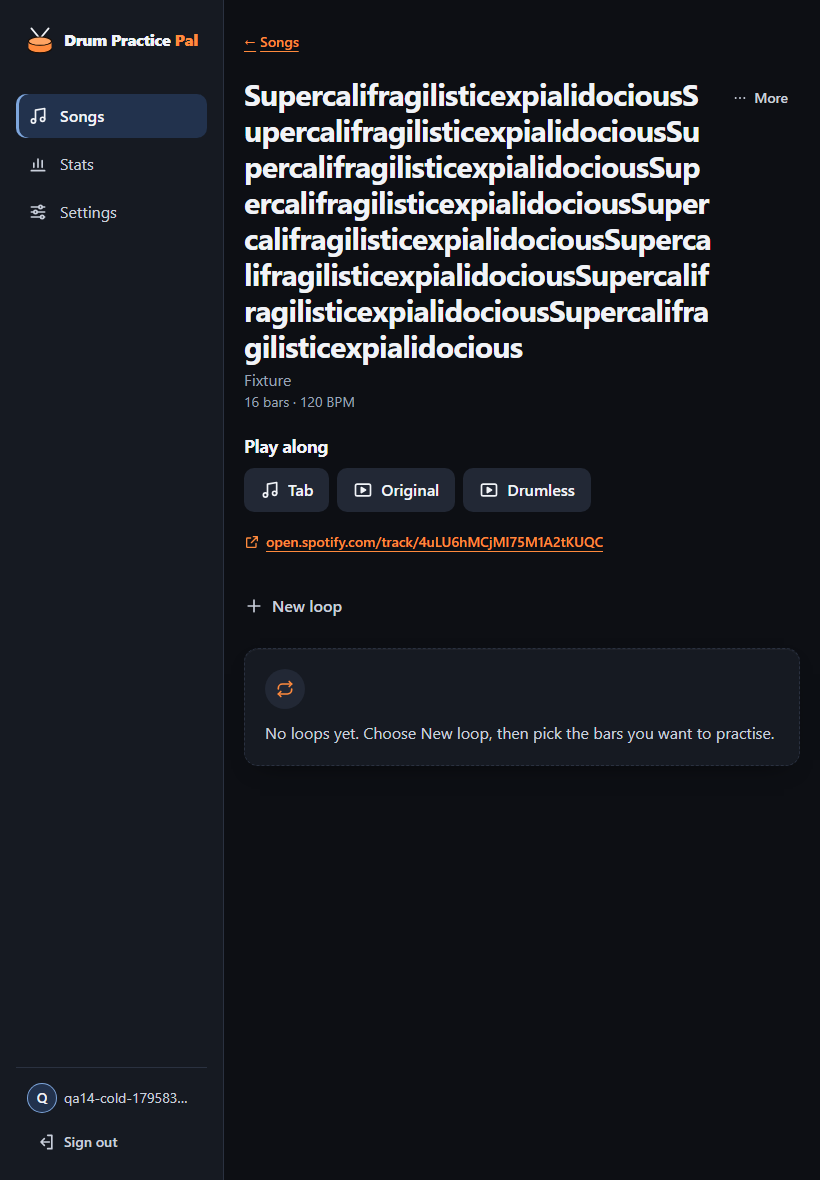 Drum Practice Pal
Songs
Stats
Settings
← Songs
SupercalifragilisticexpialidociousS
upercalifragilisticexpialidociousSu
percalifragilisticexpialidociousSup
ercalifragilisticexpialidociousSuper
califragilisticexpialidociousSuperca
lifragilisticexpialidociousSupercalif
ragilisticexpialidociousSupercalifra
gilisticexpialidocious
··· More
Fixture
16 bars · 120 BPM
Play along
Tab
Original
Drumless
open.spotify.com/track/4uLU6hMCjMI75M1A2tKUQC
+ New loop
No loops yet. Choose New loop, then pick the bars you want to practise.
Q
qa14-cold-179583...
Sign out